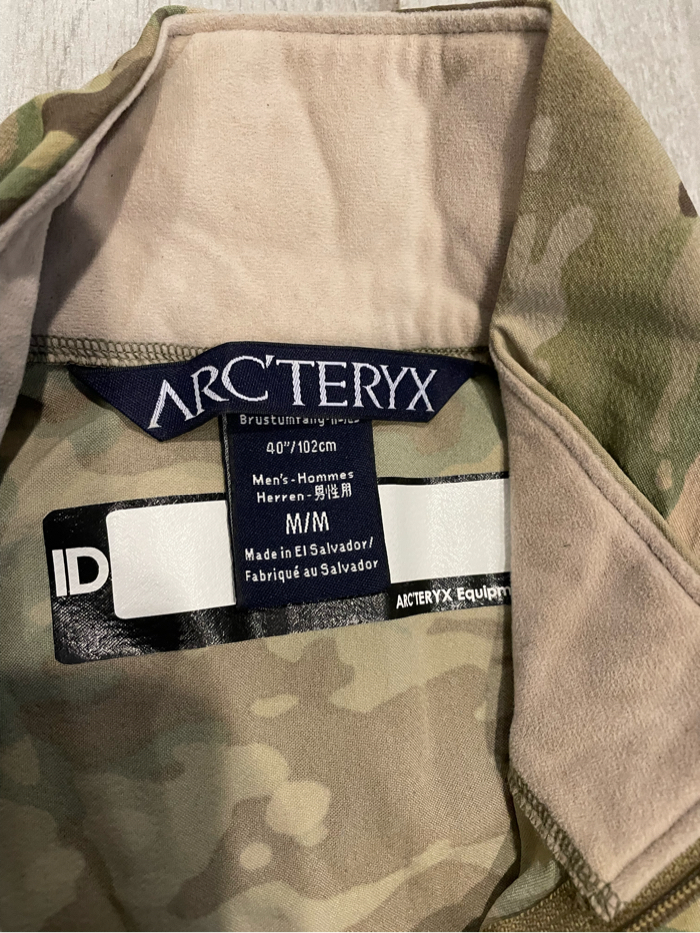 ARC'TERYX
40"/102cm
Men's-Hommes
Herren-男性用
M/M
Made in El Salvador/
Fabriqué au Salvador
ID
ARC'TERYX